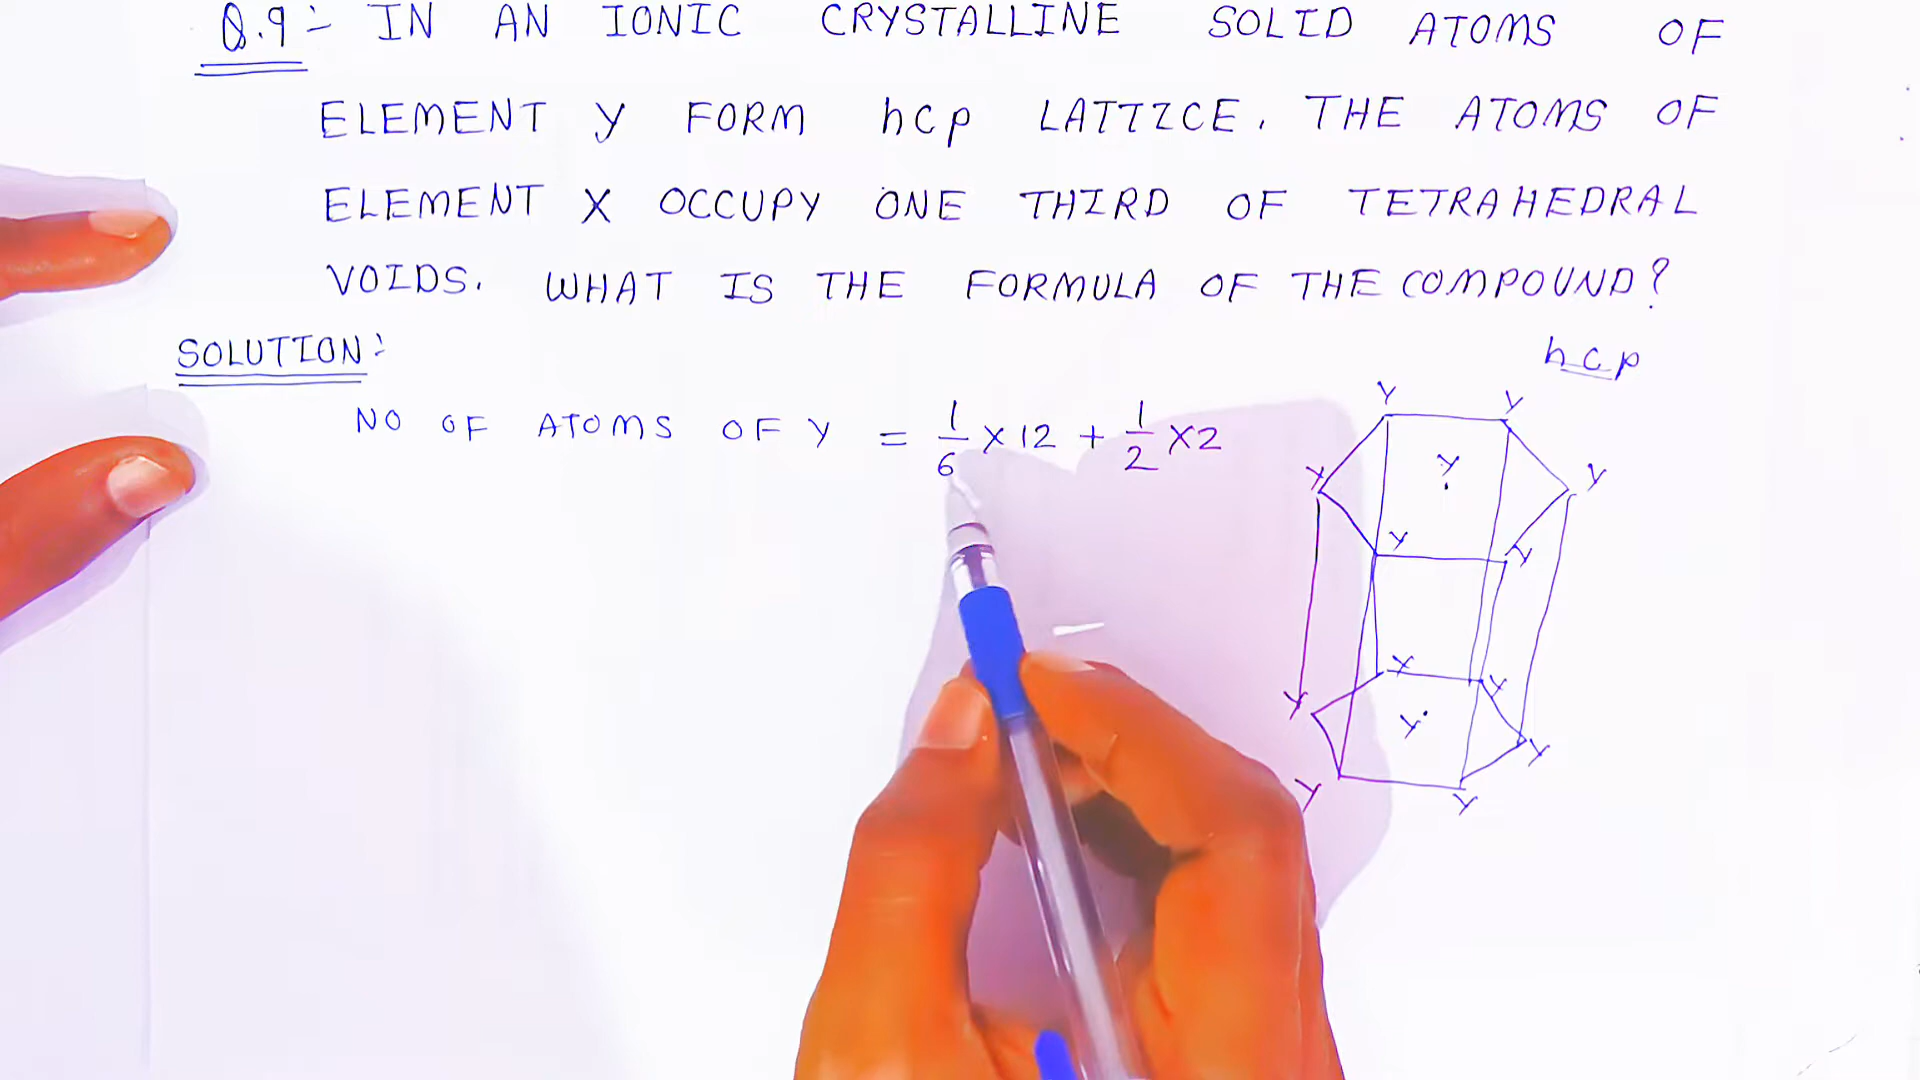 Q.9:- IN AN IONIC CRYSTALLINE SOLID ATOMS OF
ELEMENT Y FORM hcp LATTICE. THE ATOMS OF
ELEMENT X OCCUPY ONE THIRD OF TETRAHEDRAL
VOIDS. WHAT IS THE FORMULA OF THE COMPOUND?
SOLUTION:-
hcp
NO OF ATOMS OF Y = 1/6 X 12 + 1/2 X 2
Y Y
Y Y Y
Y Y
Y Y
Y Y Y
Y Y